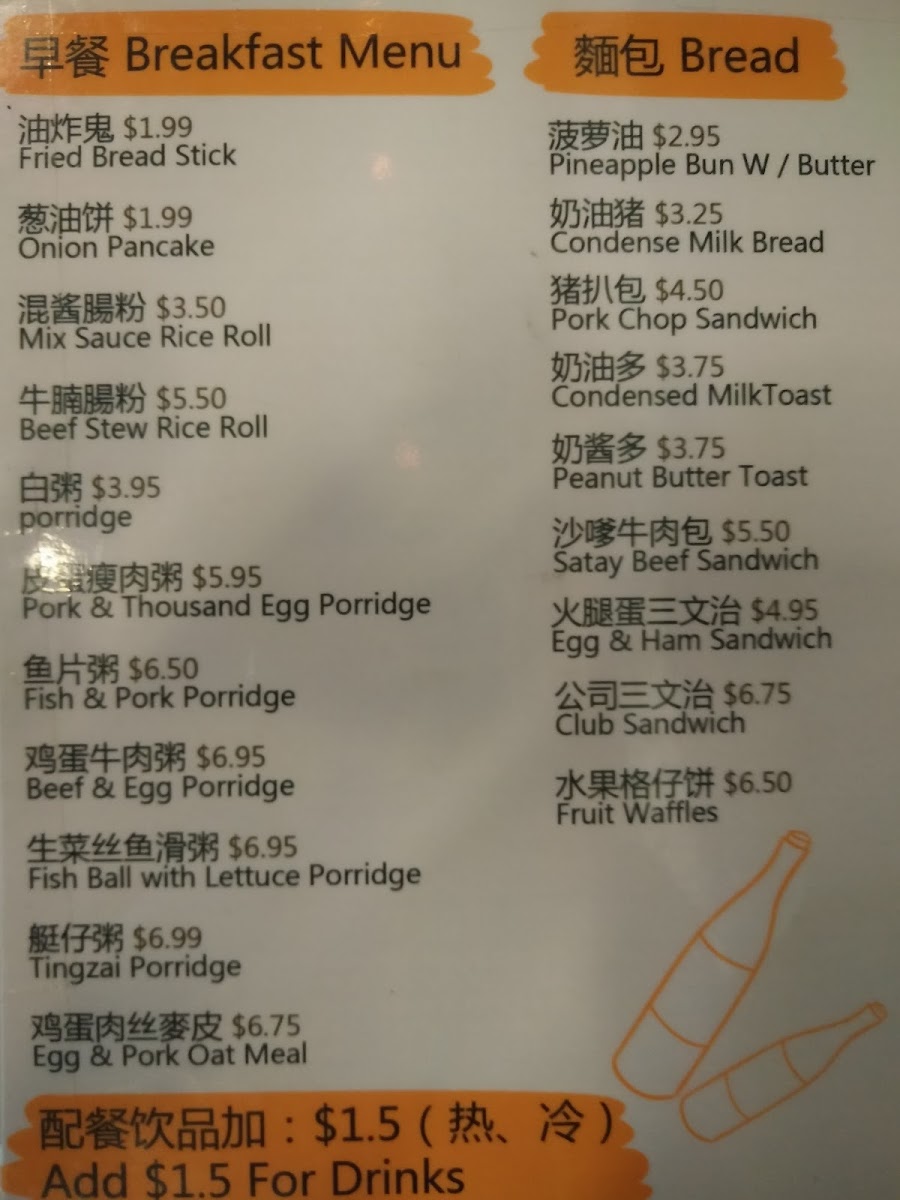 早餐 Breakfast Menu
油炸鬼 $1.99
Fried Bread Stick
葱油饼 $1.99
Onion Pancake
混酱腸粉 $3.50
Mix Sauce Rice Roll
牛腩腸粉 $5.50
Beef Stew Rice Roll
白粥 $3.95
porridge
皮蛋瘦肉粥 $5.95
Pork & Thousand Egg Porridge
鱼片粥 $6.50
Fish & Pork Porridge
鸡蛋牛肉粥 $6.95
Beef & Egg Porridge
生菜丝鱼滑粥 $6.95
Fish Ball with Lettuce Porridge
艇仔粥 $6.99
Tingzai Porridge
鸡蛋肉丝麥皮 $6.75
Egg & Pork Oat Meal
麵包 Bread
菠萝油 $2.95
Pineapple Bun W / Butter
奶油猪 $3.25
Condense Milk Bread
猪扒包 $4.50
Pork Chop Sandwich
奶油多 $3.75
Condensed MilkToast
奶酱多 $3.75
Peanut Butter Toast
沙嗲牛肉包 $5.50
Satay Beef Sandwich
火腿蛋三文治 $4.95
Egg & Ham Sandwich
公司三文治 $6.75
Club Sandwich
水果格仔饼 $6.50
Fruit Waffles
配餐饮品加：$1.5（热、冷）
Add $1.5 For Drinks